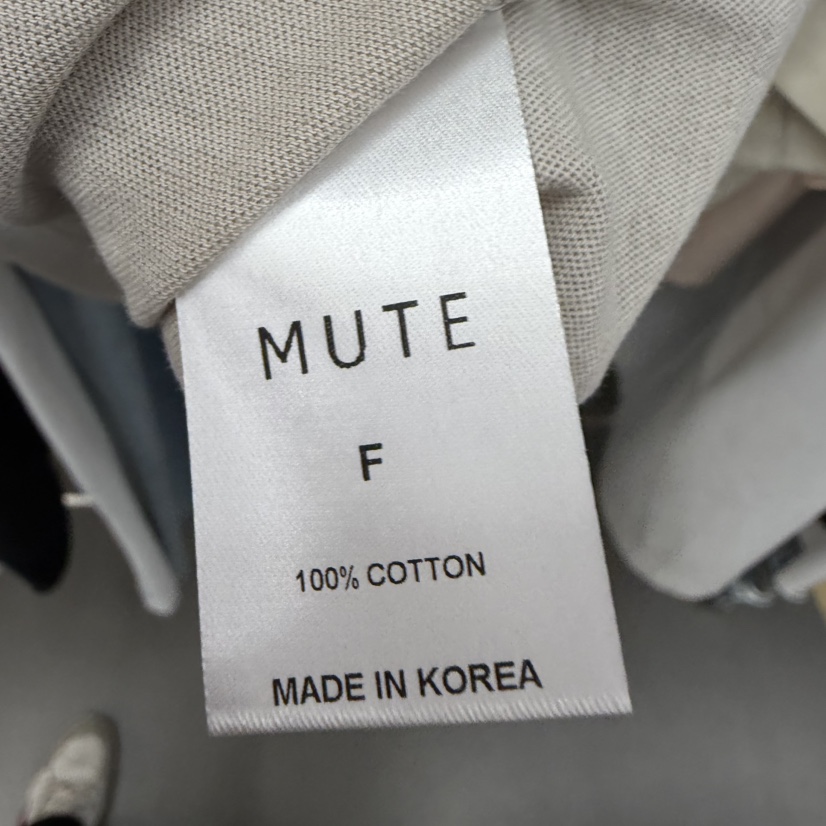 MUTE
F
100% COTTON
MADE IN KOREA